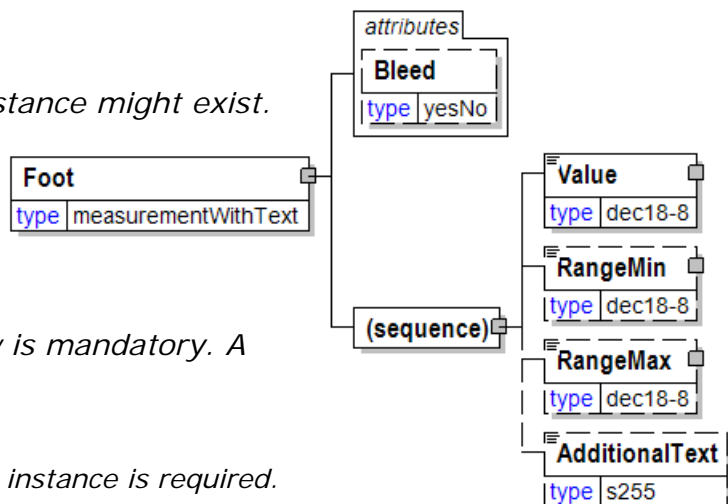 attributes
Bleed
type yesNo
stance might exist.
Foot
type measurementWithText
Value
type dec18-8
RangeMin
type dec18-8
(sequence)
RangeMax
type dec18-8
y is mandatory. A
AdditionalText
type s255
instance is required.